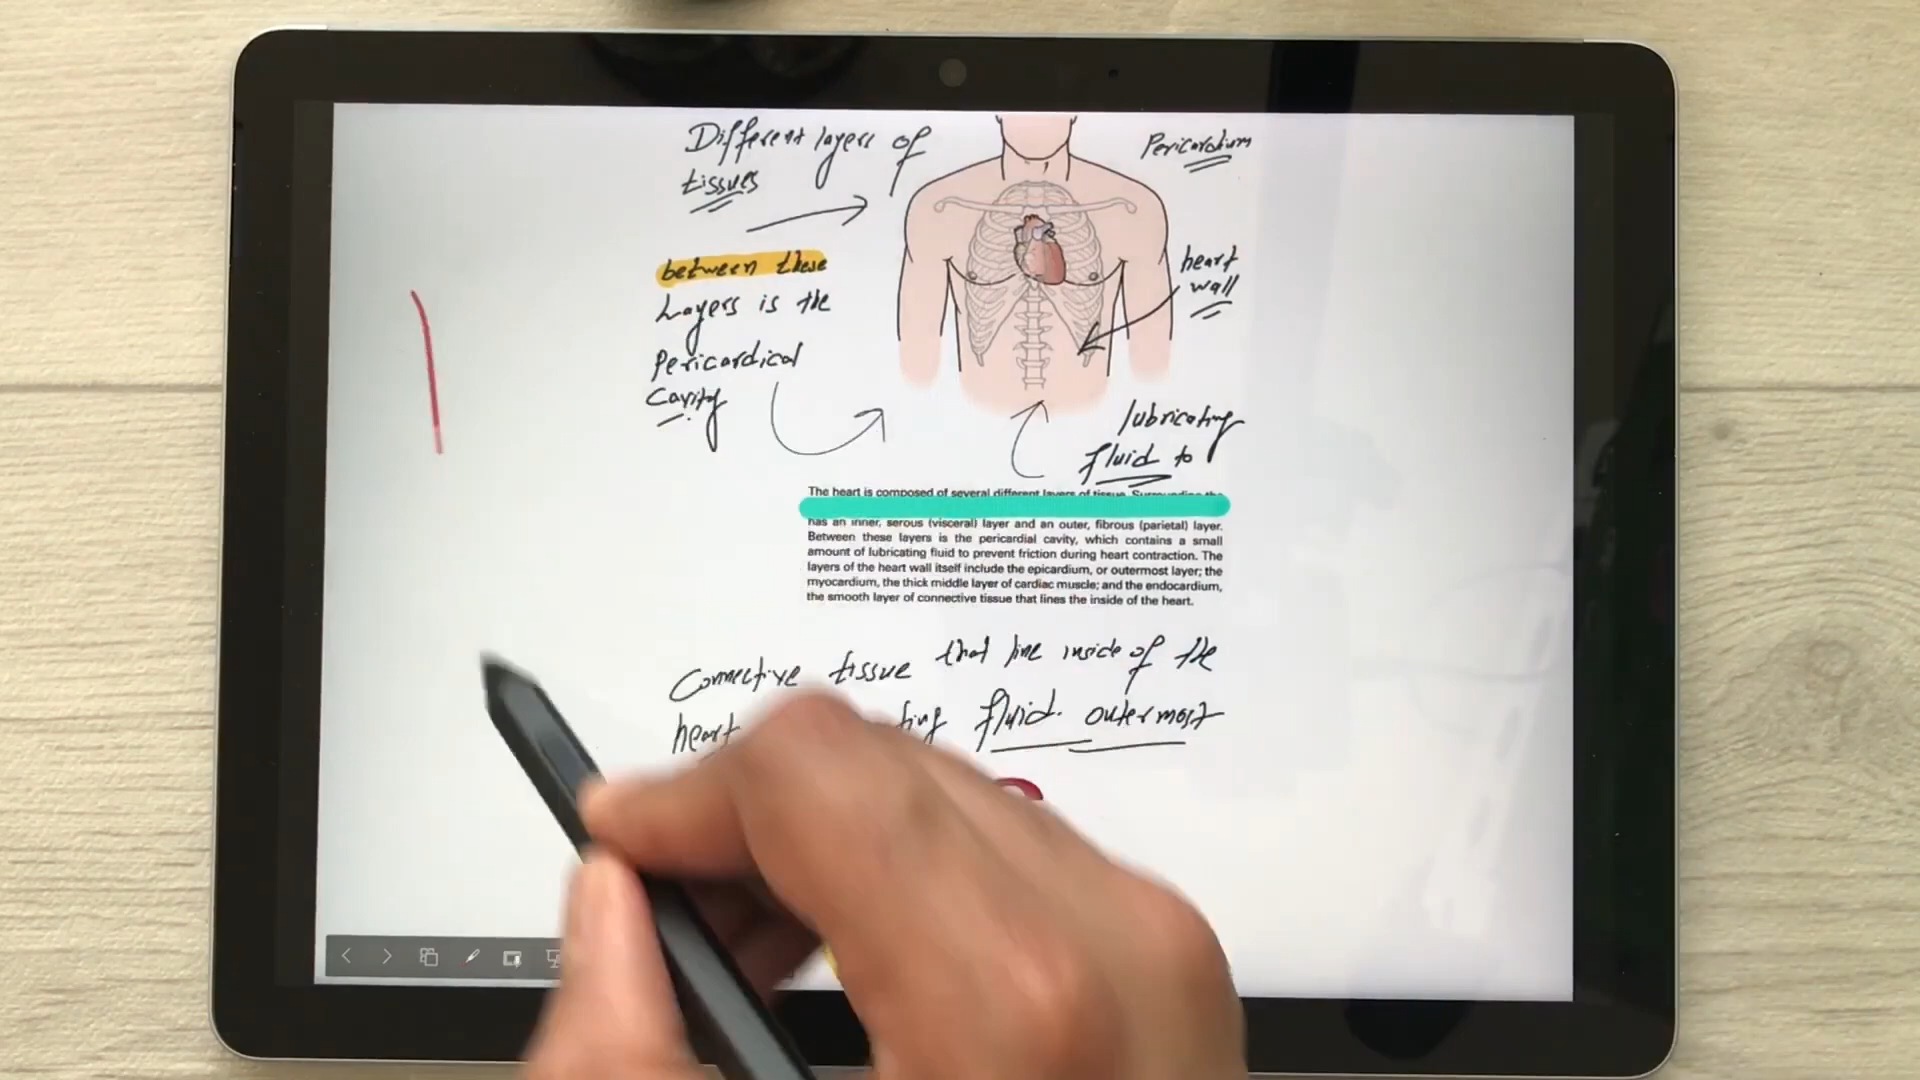 Different layers of
tissues
Pericardium
between these
Layers is the
Pericardical
Cavity
heart
wall
lubricating
fluid to
The heart is composed of several different layers of tissue. Surrounding the
has an inner, serous (visceral) layer and an outer, fibrous (parietal) layer.
Between these layers is the pericardial cavity, which contains a small
amount of lubricating fluid to prevent friction during heart contraction. The
layers of the heart wall itself include the epicardium, or outermost layer; the
myocardium, the thick middle layer of cardiac muscle; and the endocardium,
the smooth layer of connective tissue that lines the inside of the heart.
Connective tissue that line inside of the
heart fluid. outermost